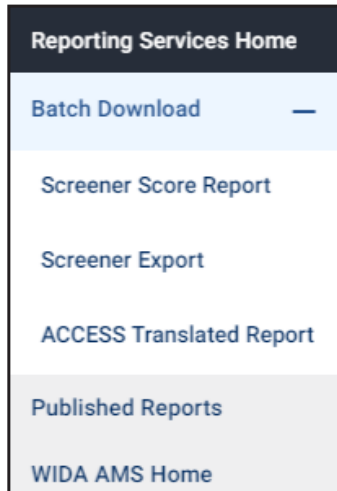 Reporting Services Home
Batch Download —
Screener Score Report
Screener Export
ACCESS Translated Report
Published Reports
WIDA AMS Home